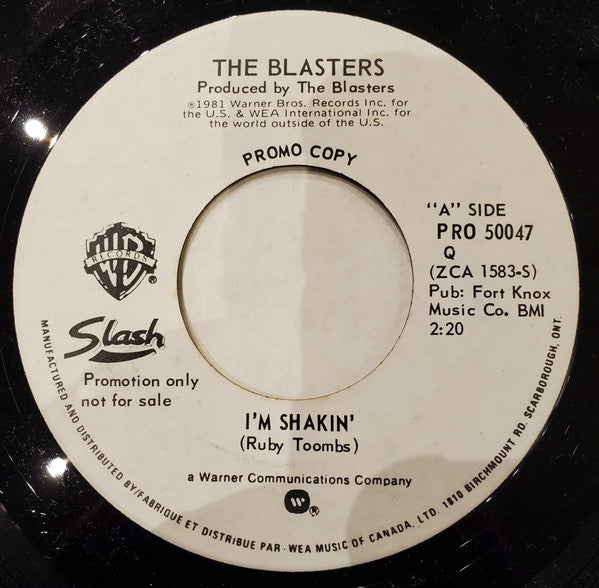 THE BLASTERS
Produced by The Blasters
℗1981 Warner Bros. Records Inc. for
the U.S. & WEA International Inc. for
the world outside of the U.S.
PROMO COPY
"A" SIDE
PRO 50047
Q
(ZCA 1583-S)
Pub: Fort Knox
Music Co. BMI
2:20
WB
RECORDS
®
Slash
Promotion only
not for sale
I'M SHAKIN'
(Ruby Toombs)
a Warner Communications Company
®
MANUFACTURED AND DISTRIBUTED BY/FABRIQUE ET DISTRIBUE PAR - WEA MUSIC OF CANADA, LTD. 1810 BIRCHMOUNT RD. SCARBOROUGH, ONT.